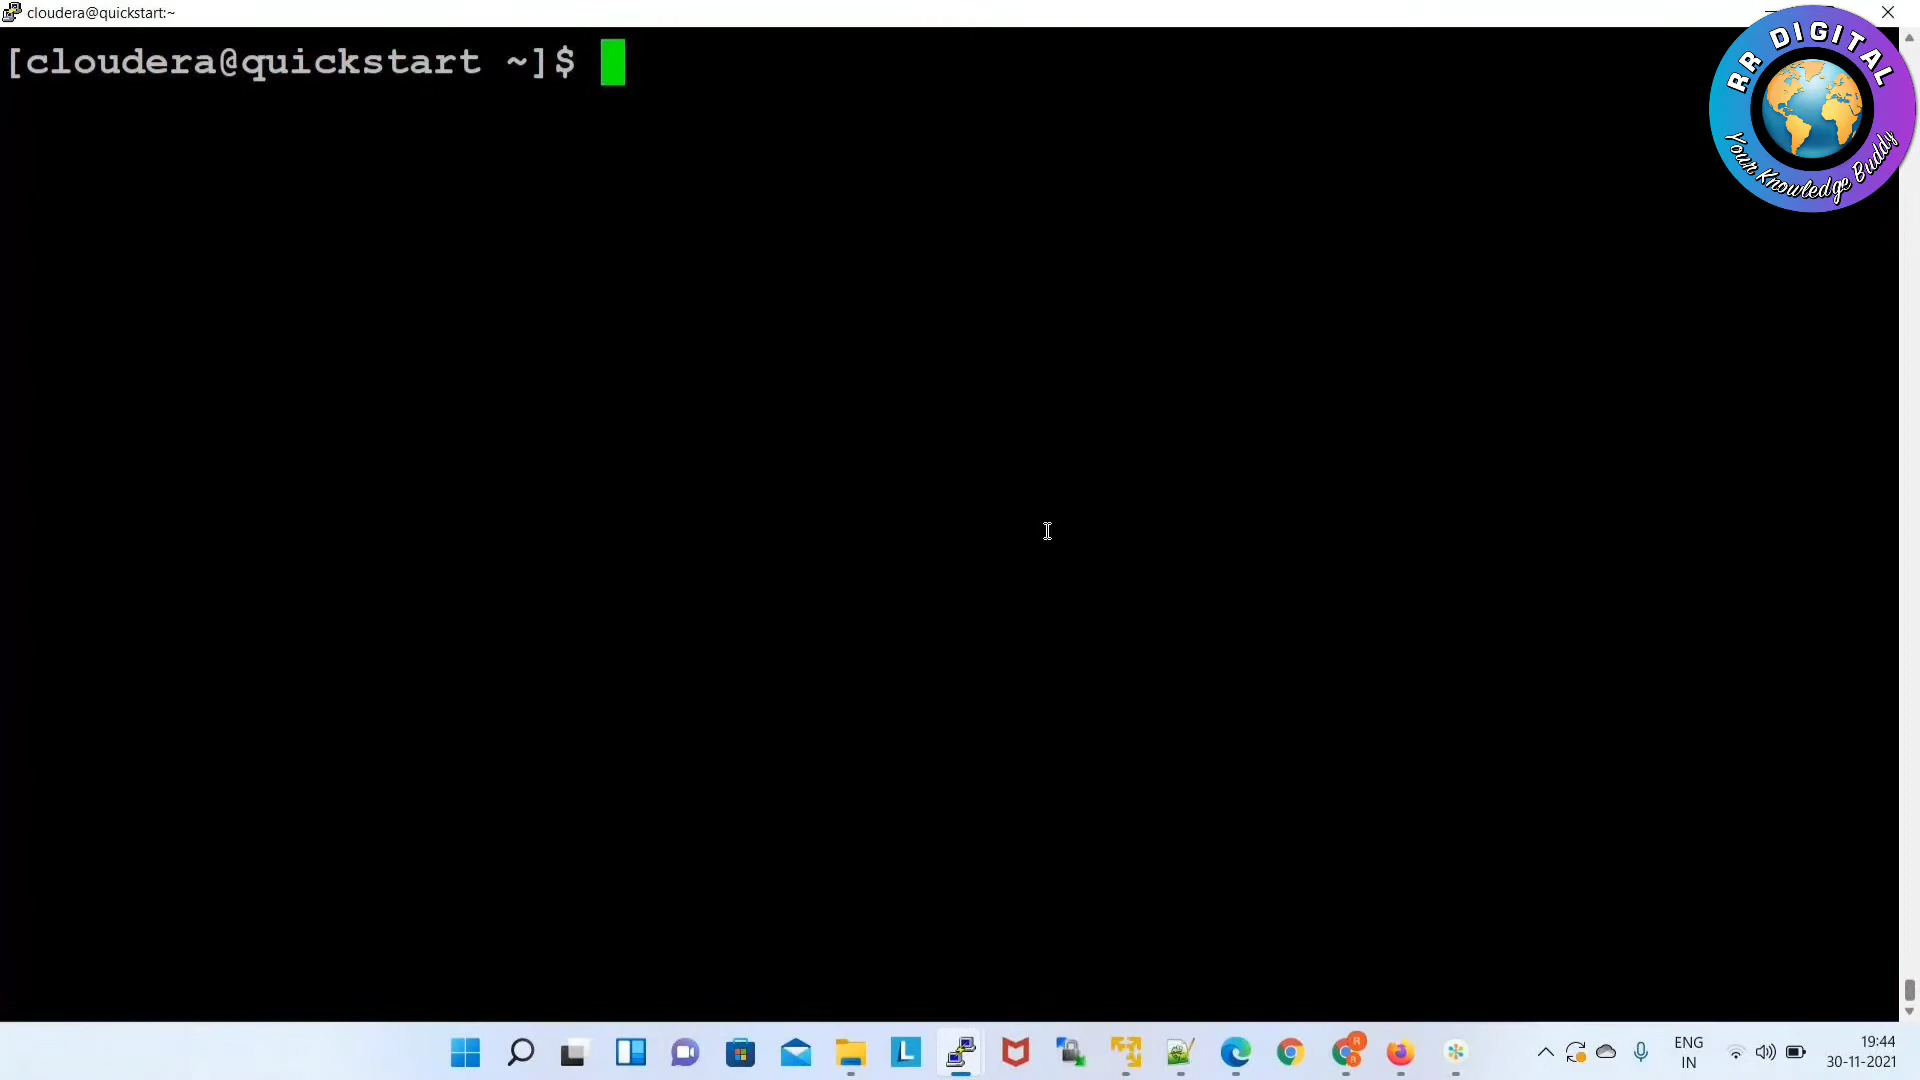 cloudera@quickstart:~
[cloudera@quickstart ~]$
RR DIGITAL
Your Knowledge Buddy
L
R
R
ENG
IN
19:44
30-11-2021